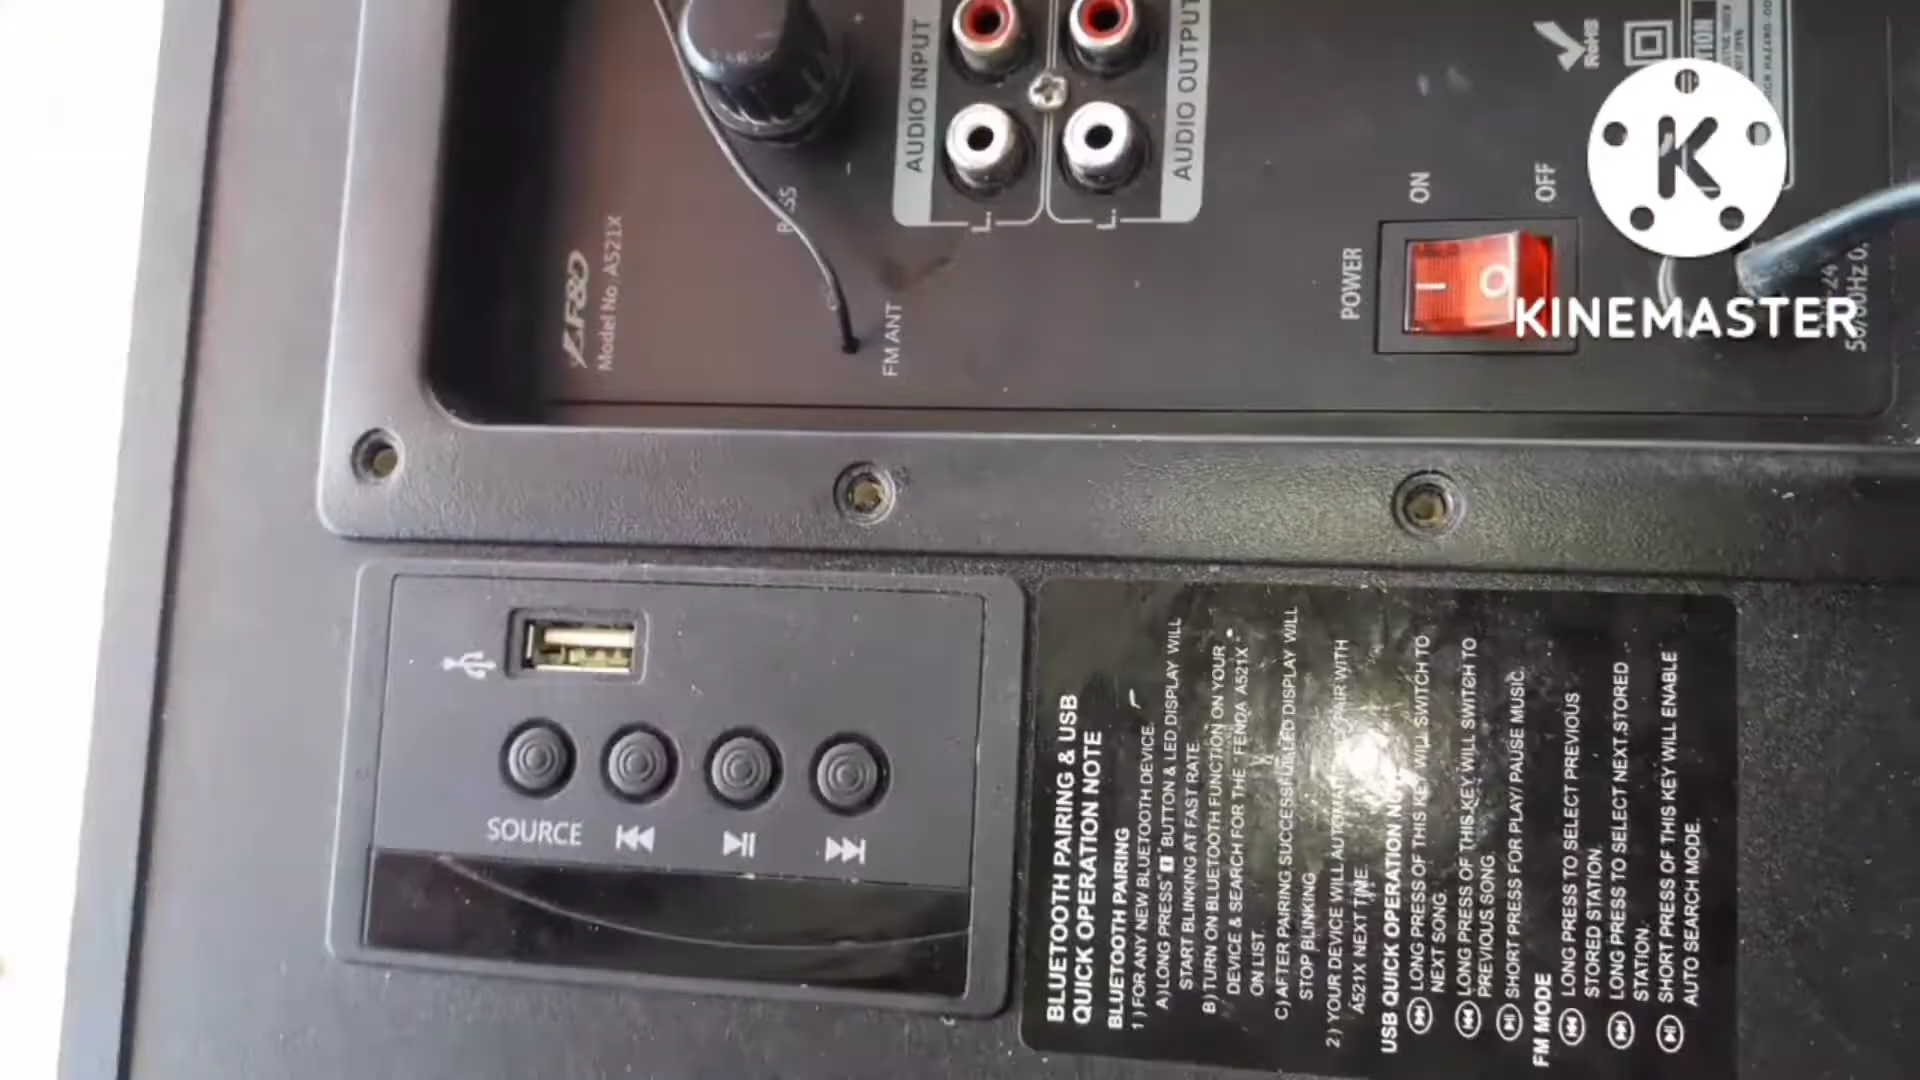 AUDIO INPUT
AUDIO OUTPUT
L.
L.
RoHS
Model No A521X
FM ANT
POWER
ON
OFF
K
KINEMASTER
SOURCE
BLUETOOTH PAIRING & USB
QUICK OPERATION NOTE
BLUETOOTH PAIRING
1) FOR ANY NEW BLUETOOTH DEVICE
A) LONG PRESS" "BUTTON & LED DISPLAY WILL
START BLINKING AT FAST RATE.
B) TURN ON BLUETOOTH FUNCTION ON YOUR
DEVICE & SEARCH FOR THE "FENDA A521X"
ON LIST.
C) AFTER PAIRING LED DISPLAY WILL
STOP BLINKING
2) YOUR DEVICE WILL PAIR WITH
A521X NEXT TIME.
USB QUICK OPERATION
LONG PRESS OF THIS KEY WILL SWITCH TO
NEXT SONG.
LONG PRESS OF THIS KEY WILL SWITCH TO
PREVIOUS SONG.
SHORT PRESS FOR PLAY/ PAUSE MUSIC.
FM MODE
LONG PRESS TO SELECT PREVIOUS
STORED STATION.
LONG PRESS TO SELECT NEXT STORED
STATION.
SHORT PRESS OF THIS KEY WILL ENABLE
AUTO SEARCH MODE.